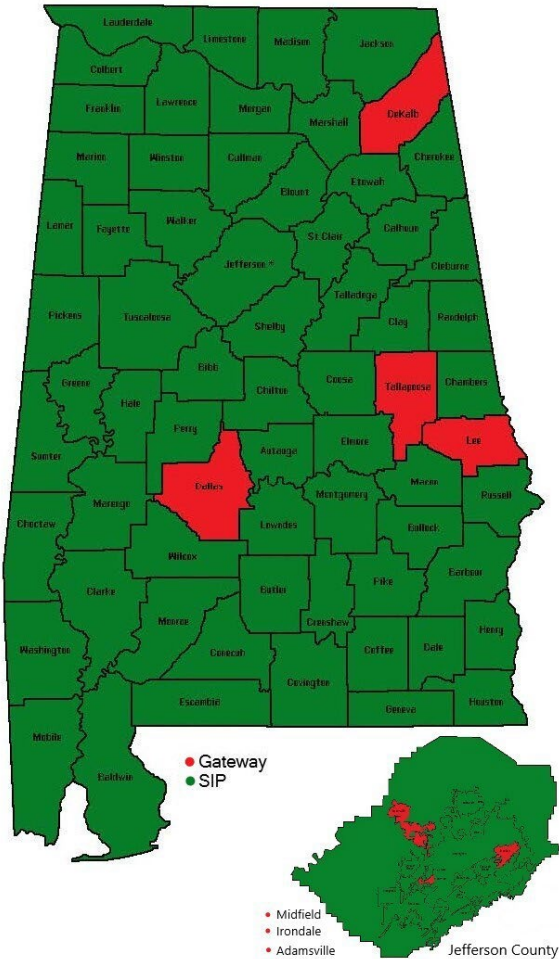 Lauderdale
Limestone
Madison
Jackson
Colbert
Franklin
Lawrence
Morgan
Marshall
DeKalb
Marion
Winston
Cullman
Cherokee
Etowah
Blount
Lamar
Fayette
Walker
St. Clair
Calhoun
Jefferson *
Cleburne
Pickens
Tuscaloosa
Talladega
Clay
Randolph
Shelby
Bibb
Greene
Hale
Chilton
Coosa
Tallapoosa
Chambers
Perry
Sumter
Autauga
Elmore
Lee
Dallas
Macon
Russell
Choctaw
Marengo
Montgomery
Lowndes
Bullock
Wilcox
Clarke
Butler
Pike
Barbour
Monroe
Crenshaw
Washington
Conecuh
Coffee
Dale
Henry
Covington
Escambia
Geneva
Houston
Mobile
Baldwin
Gateway
SIP
Midfield
Irondale
Adamsville
Jefferson County